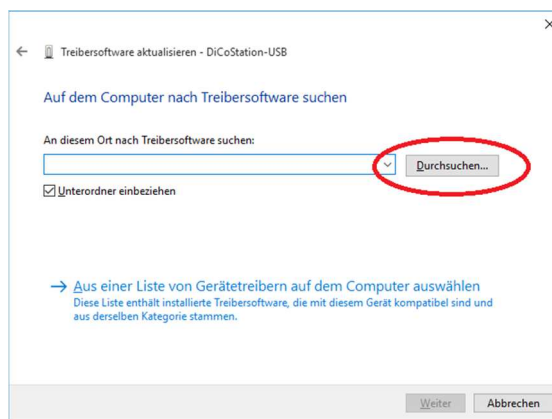 Treibersoftware aktualisieren - DiCoStation-USB
Auf dem Computer nach Treibersoftware suchen
An diesem Ort nach Treibersoftware suchen:
Durchsuchen...
Unterordner einbeziehen
Aus einer Liste von Gerätetreibern auf dem Computer auswählen
Diese Liste enthält installierte Treibersoftware, die mit diesem Gerät kompatibel sind und
aus derselben Kategorie stammen.
Weiter Abbrechen